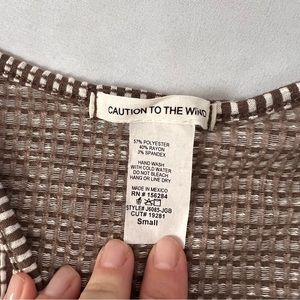 CAUTION TO THE WIND
57% POLYESTER
40% RAYON
3% SPANDEX
HAND WASH
WITH COLD WATER
DO NOT BLEACH
HANG OR LINE DRY
MADE IN MEXICO
RN # 156284
STYLE# J6085-JGB
CUT# 19281
Small